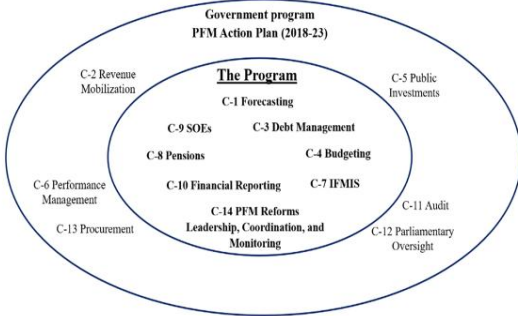 Government program
PFM Action Plan (2018-23)
C-2 Revenue
Mobilization
The Program
C-5 Public
Investments
C-1 Forecasting
C-9 SOEs
C-3 Debt Management
C-8 Pensions
C-4 Budgeting
C-6 Performance
Management
C-10 Financial Reporting
C-7 IFMIS
C-11 Audit
C-14 PFM Reforms
Leadership, Coordination, and
Monitoring
C-13 Procurement
C-12 Parliamentary
Oversight